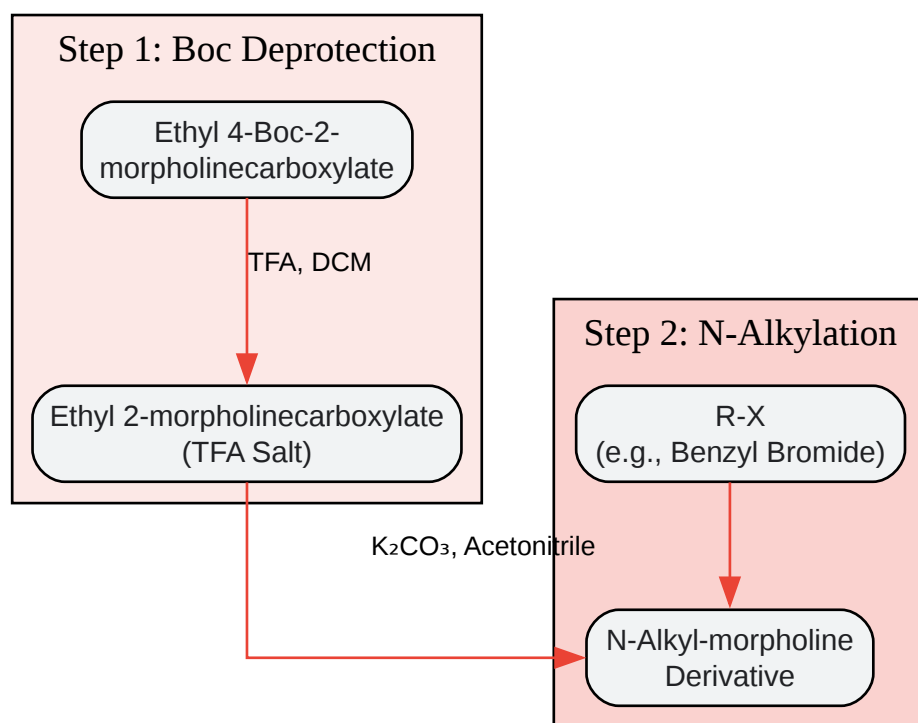 Step 1: Boc Deprotection
Ethyl 4-Boc-2-
morpholinecarboxylate
TFA, DCM
Ethyl 2-morpholinecarboxylate
(TFA Salt)
Step 2: N-Alkylation
R-X
(e.g., Benzyl Bromide)
K₂CO₃, Acetonitrile
N-Alkyl-morpholine
Derivative